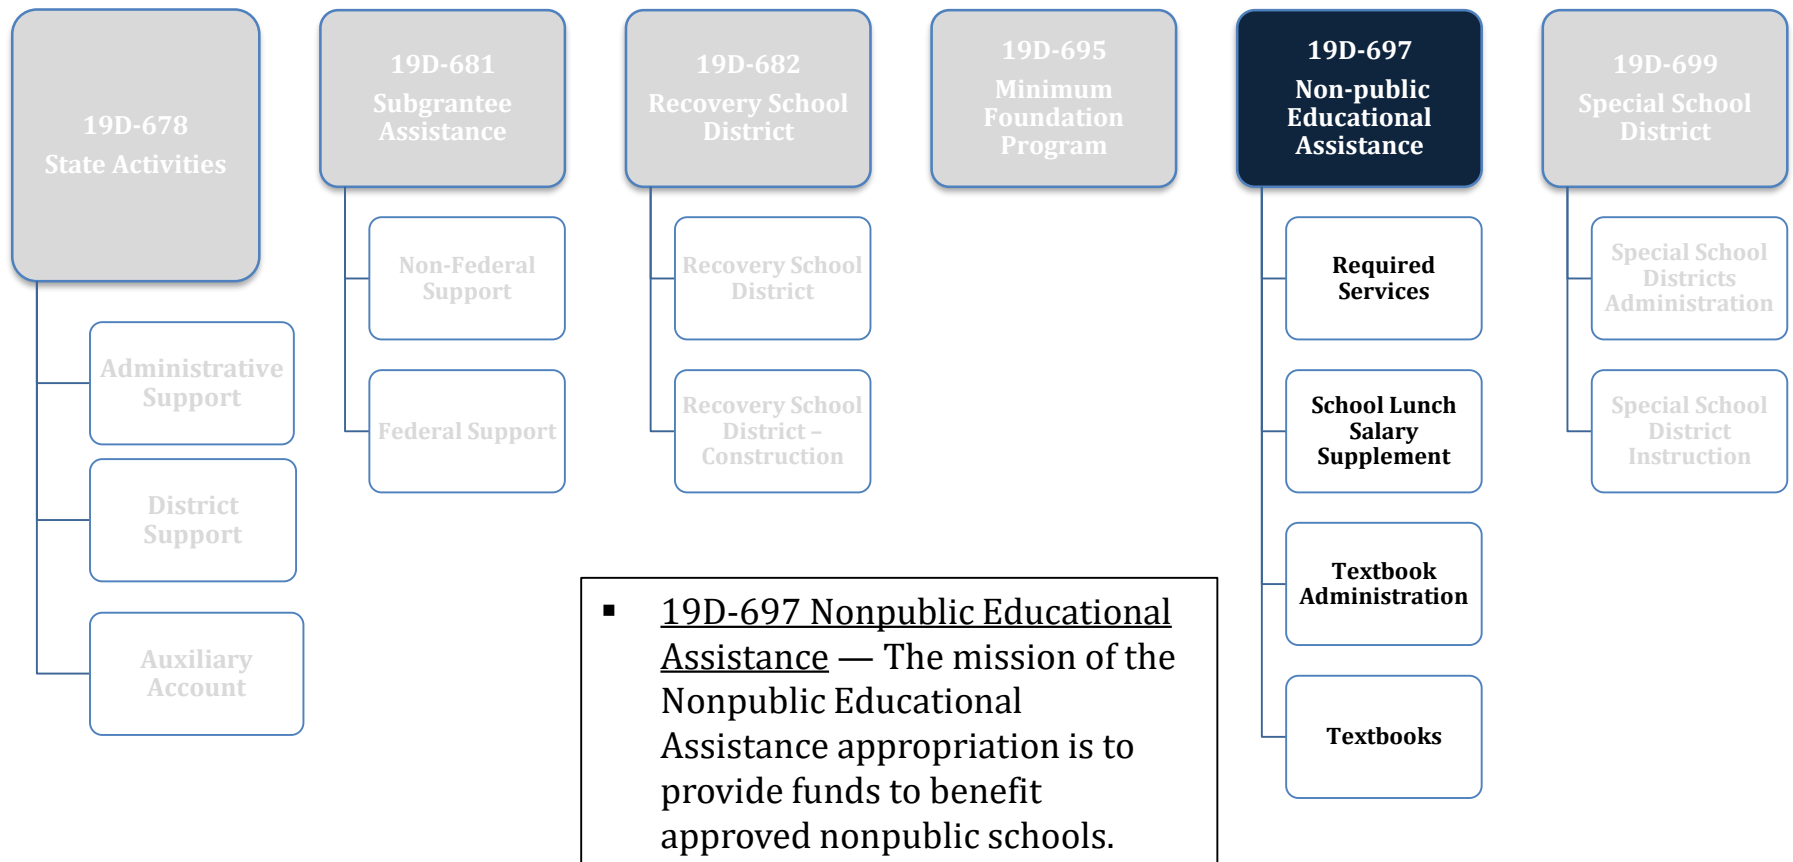 19D-678
State Activities
Administrative
Support
District
Support
Auxiliary
Account
19D-681
Subgrantee
Assistance
Non-Federal
Support
Federal Support
19D-682
Recovery School
District
Recovery School
District
Recovery School
District –
Construction
19D-695
Minimum
Foundation
Program
19D-697
Non-public
Educational
Assistance
Required
Services
School Lunch
Salary
Supplement
Textbook
Administration
Textbooks
19D-699
Special School
District
Special School
Districts
Administration
Special School
District
Instruction
▪ 19D-697 Nonpublic Educational
Assistance — The mission of the
Nonpublic Educational
Assistance appropriation is to
provide funds to benefit
approved nonpublic schools.